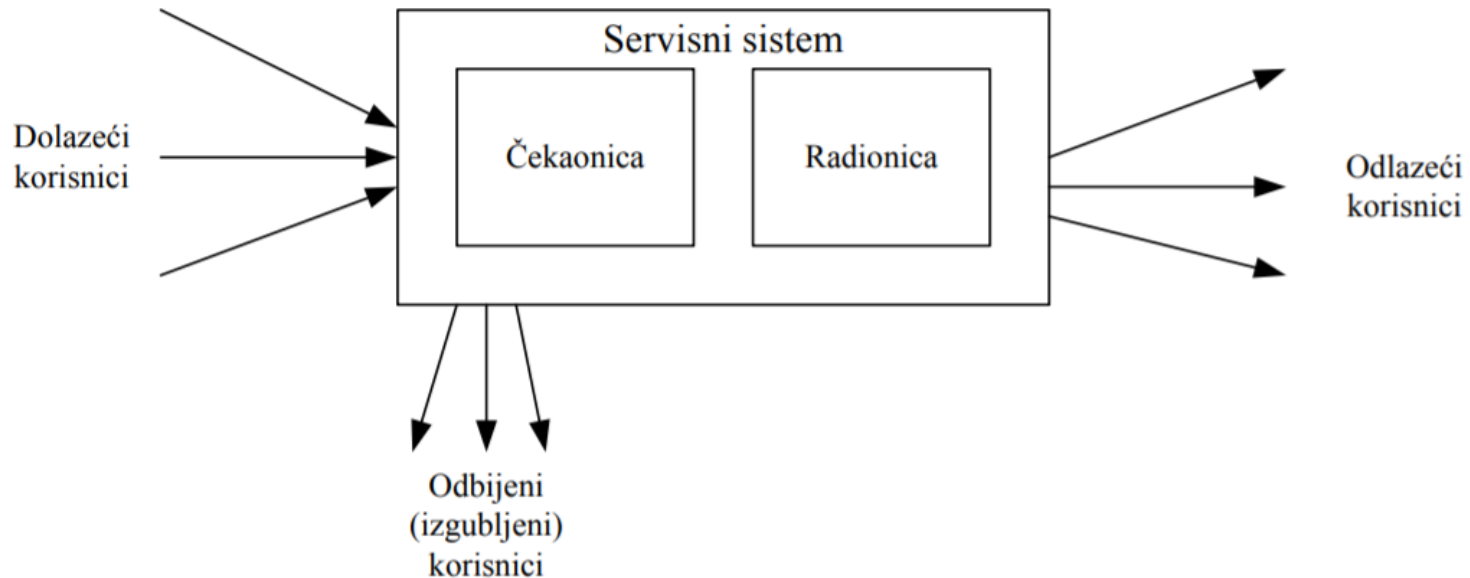 Servisni sistem
Dolazeći
korisnici
Čekaonica
Radionica
Odlazeći
korisnici
Odbijeni
(izgubljeni)
korisnici